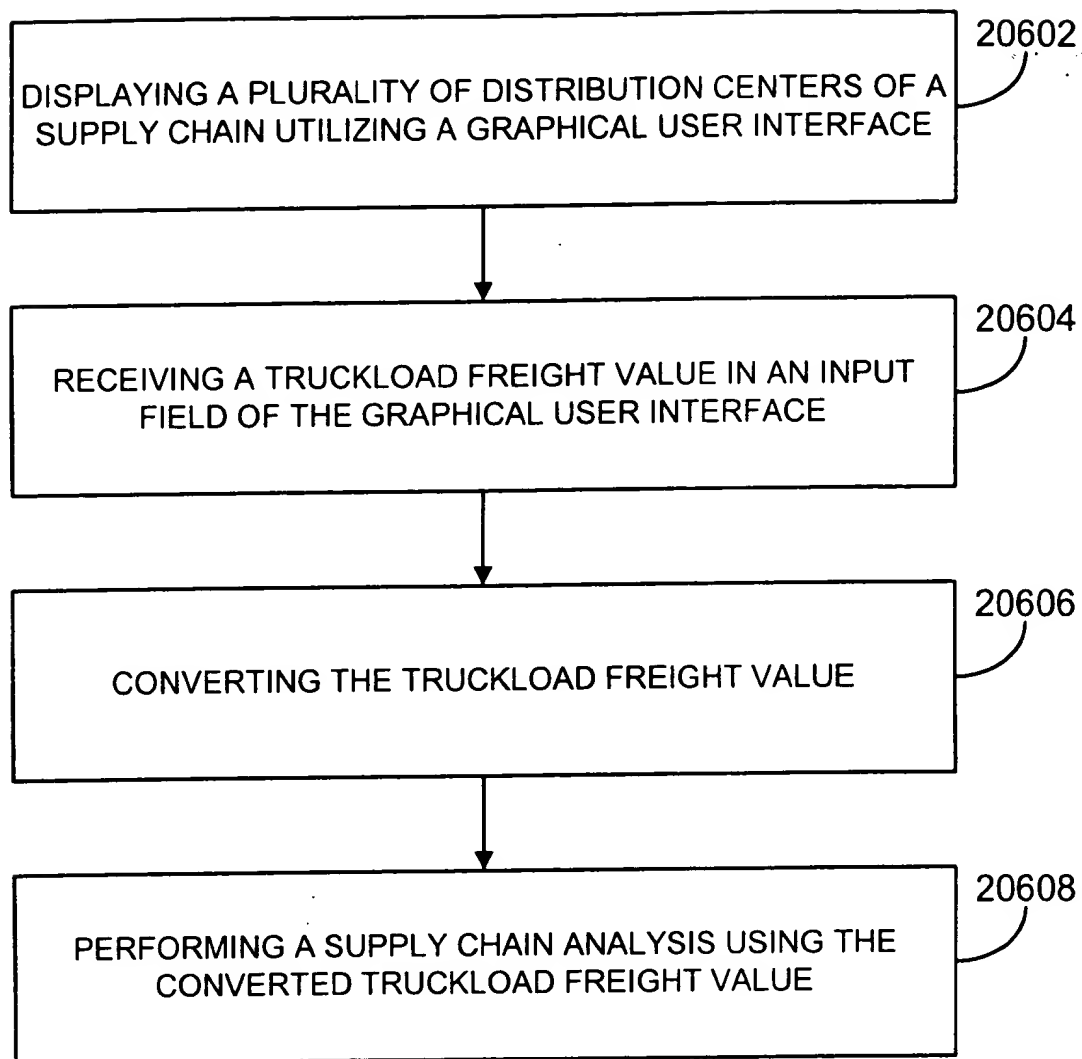 20602
DISPLAYING A PLURALITY OF DISTRIBUTION CENTERS OF A
SUPPLY CHAIN UTILIZING A GRAPHICAL USER INTERFACE
20604
RECEIVING A TRUCKLOAD FREIGHT VALUE IN AN INPUT
FIELD OF THE GRAPHICAL USER INTERFACE
20606
CONVERTING THE TRUCKLOAD FREIGHT VALUE
20608
PERFORMING A SUPPLY CHAIN ANALYSIS USING THE
CONVERTED TRUCKLOAD FREIGHT VALUE